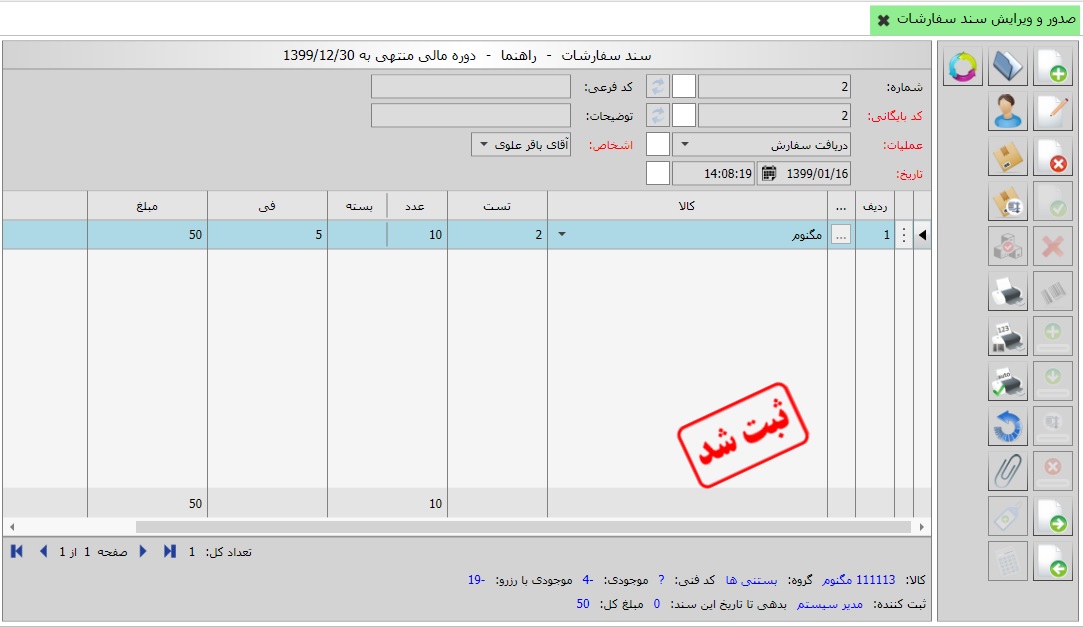 صدور و ویرایش سند سفارشات
سند سفارشات - راهنما - دوره مالی منتهی به 1399/12/30
شماره: 2 کد فرعی:
کد بایگانی: 2 توضیحات:
عملیات: دریافت سفارش اشخاص: آقای باقر علوی
تاریخ: 1399/01/16 14:08:19
ردیف ... کالا تست عدد بسته فی مبلغ
1 ... مگنوم 2 10 5 50
ثبت شد
10 50
تعداد کل: 1 صفحه 1 از 1
کالا: 111113 مگنوم گروه: بستنی ها کد فنی: ? موجودی: -4 موجودی با رزرو: -19
ثبت کننده: مدیر سیستم بدهی تا تاریخ این سند: 0 مبلغ کل: 50
123
auto